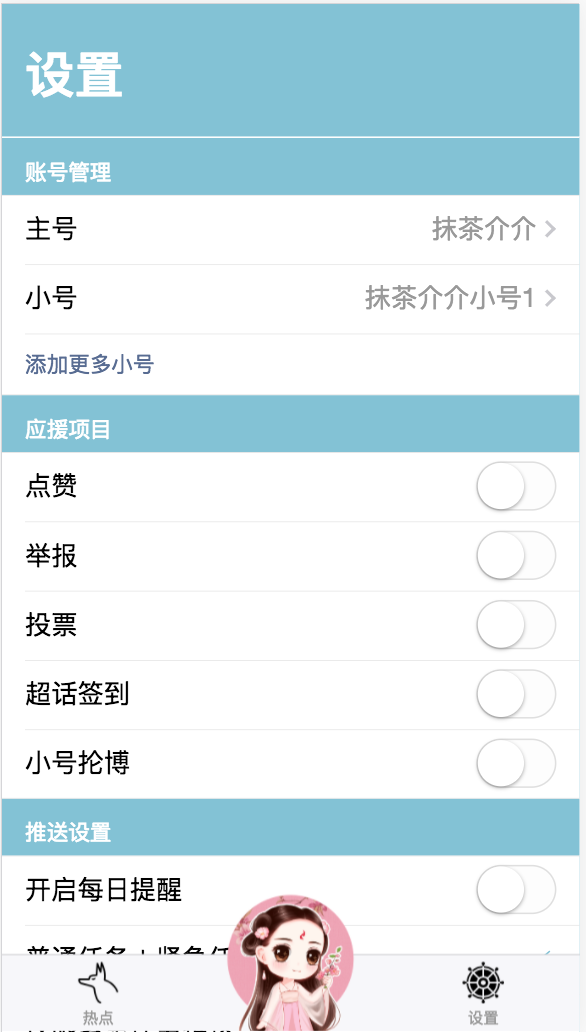 设置
账号管理
主号 抹茶介介
小号 抹茶介介小号1
添加更多小号
应援项目
点赞
举报
投票
超话签到
小号抡博
推送设置
开启每日提醒
热点 设置